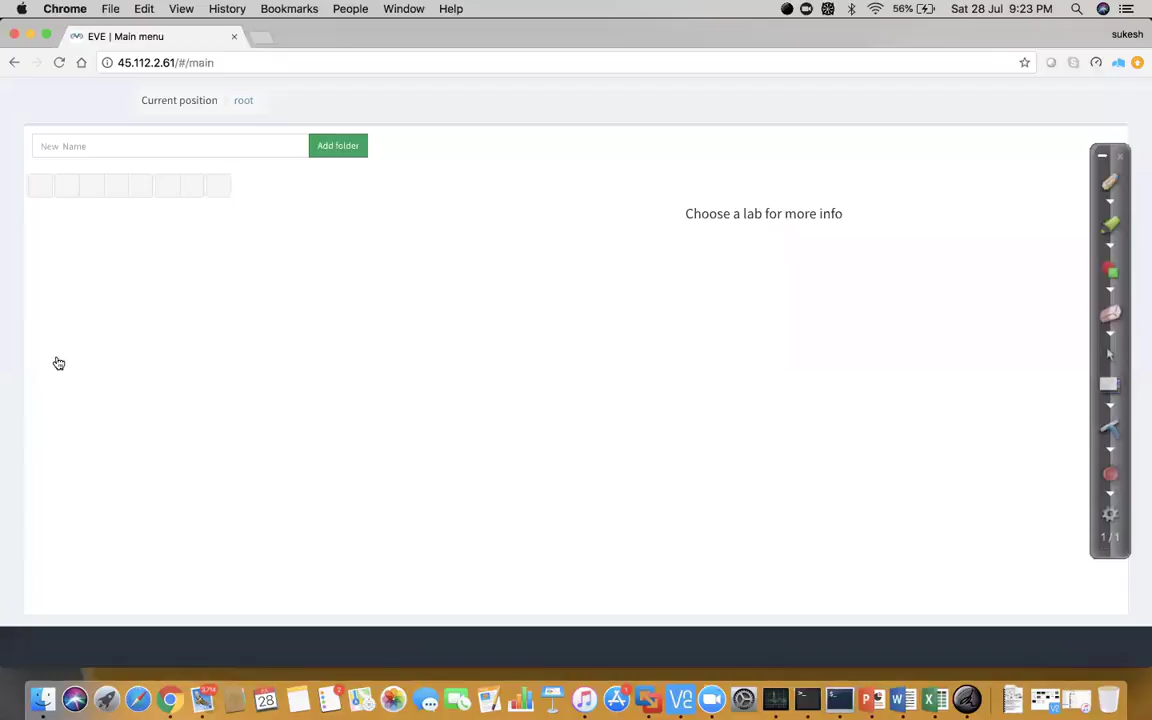 Chrome File Edit View History Bookmarks People Window Help 56% Sat 28 Jul 9:23 PM
EVE | Main menu
sukesh
45.112.2.61/#/main
Current position root
New Name Add folder
Choose a lab for more info
1/1